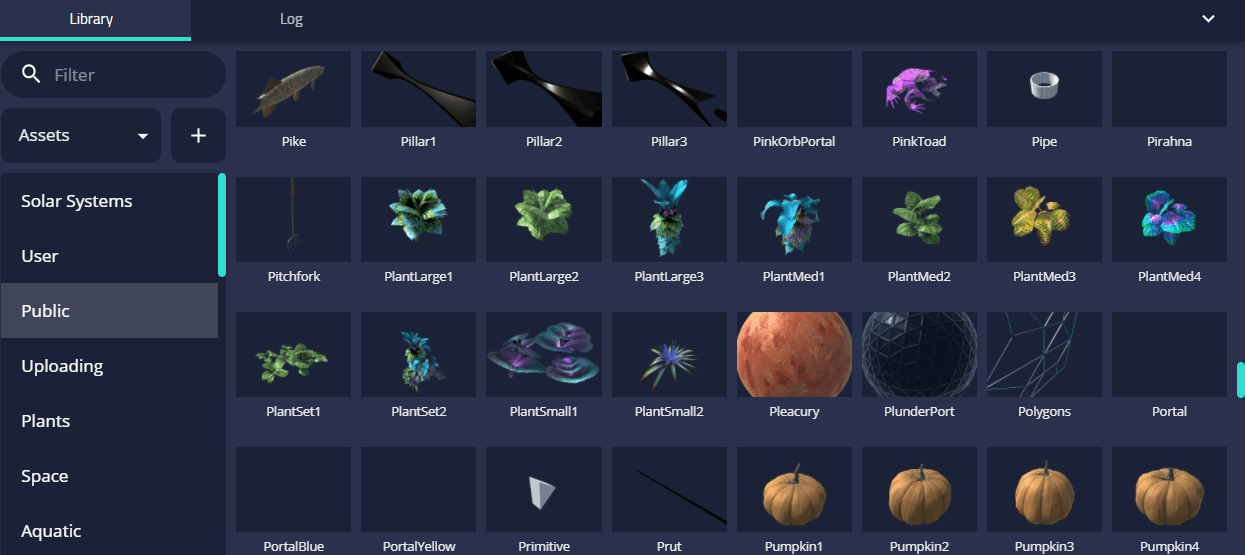 Library
Log
Filter
Assets
Solar Systems
User
Public
Uploading
Plants
Space
Aquatic
Pike
Pillar1
Pillar2
Pillar3
PinkOrbPortal
PinkToad
Pipe
Pirahna
Pitchfork
PlantLarge1
PlantLarge2
PlantLarge3
PlantMed1
PlantMed2
PlantMed3
PlantMed4
PlantSet1
PlantSet2
PlantSmall1
PlantSmall2
Pleacury
PlunderPort
Polygons
Portal
PortalBlue
PortalYellow
Primitive
Prut
Pumpkin1
Pumpkin2
Pumpkin3
Pumpkin4